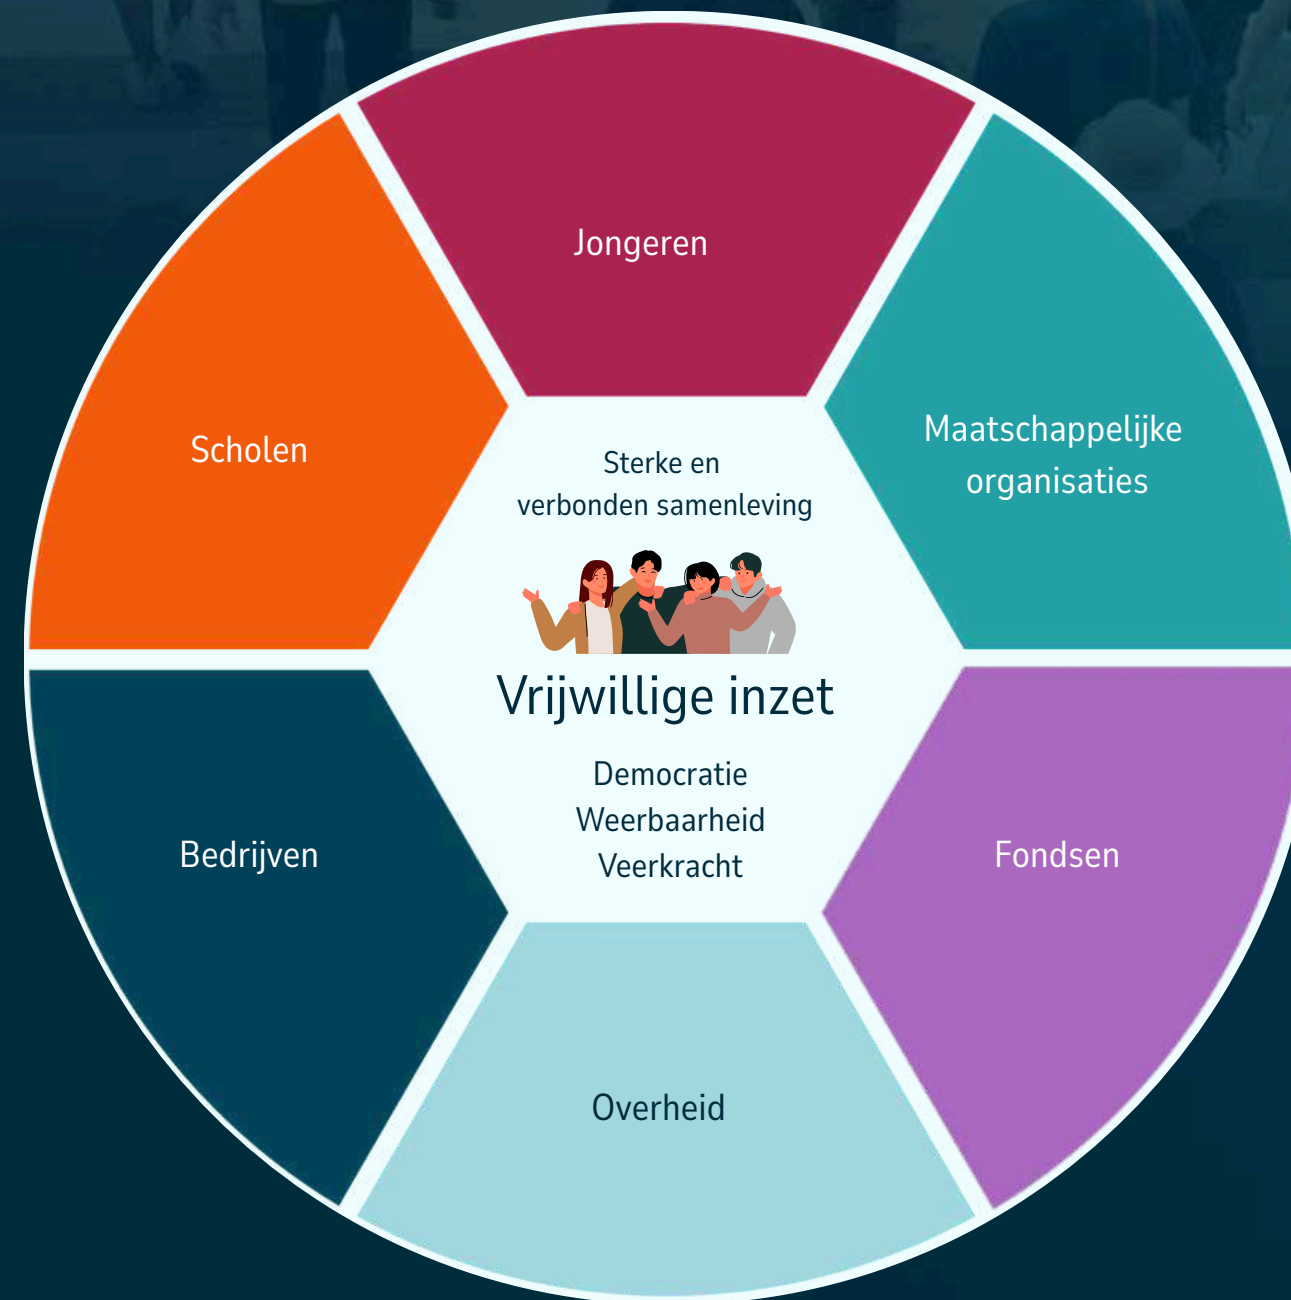 Jongeren
Maatschappelijke
organisaties
Scholen
Sterke en
verbonden samenleving
Vrijwillige inzet
Democratie
Weerbaarheid
Veerkracht
Bedrijven
Fondsen
Overheid